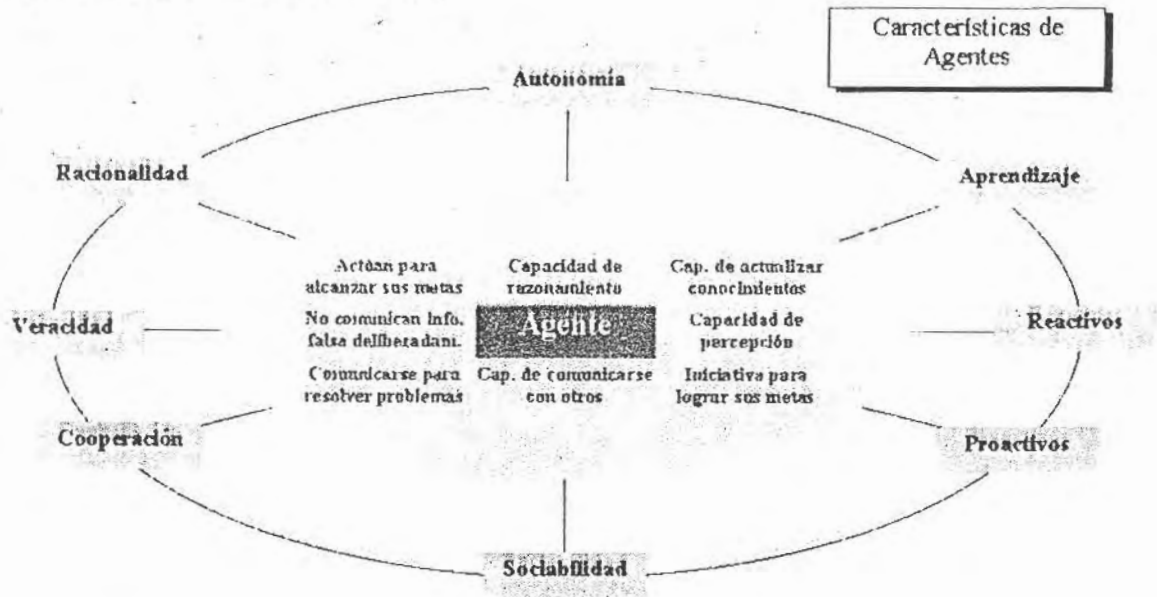 Características de
Agentes
Autonomía
Racionalidad
Aprendizaje
Actúan para
alcanzar sus metas
Capacidad de
razonamiento
Cap. de actualizar
conocimientos
Veracidad
No comunican info.
falsa deliberadam.
Agente
Capacidad de
percepción
Reactivos
Comunicarse para
resolver problemas
Cap. de comunicarse
con otros
Iniciativa para
lograr sus metas
Cooperación
Proactivos
Sociabilidad